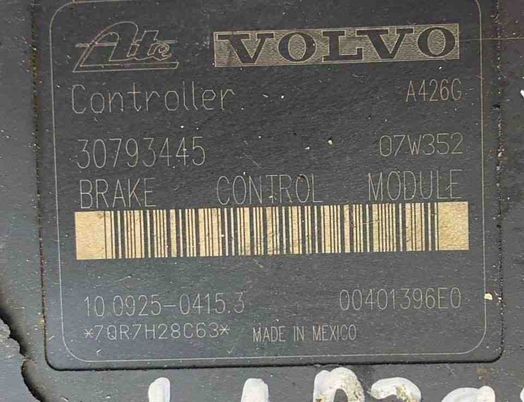 Ate VOLVO
Controller A426G
30793445 07W352
BRAKE CONTROL MODULE
10.0925-0415.3 00401396E0
*7QR7H28C63* MADE IN MEXICO